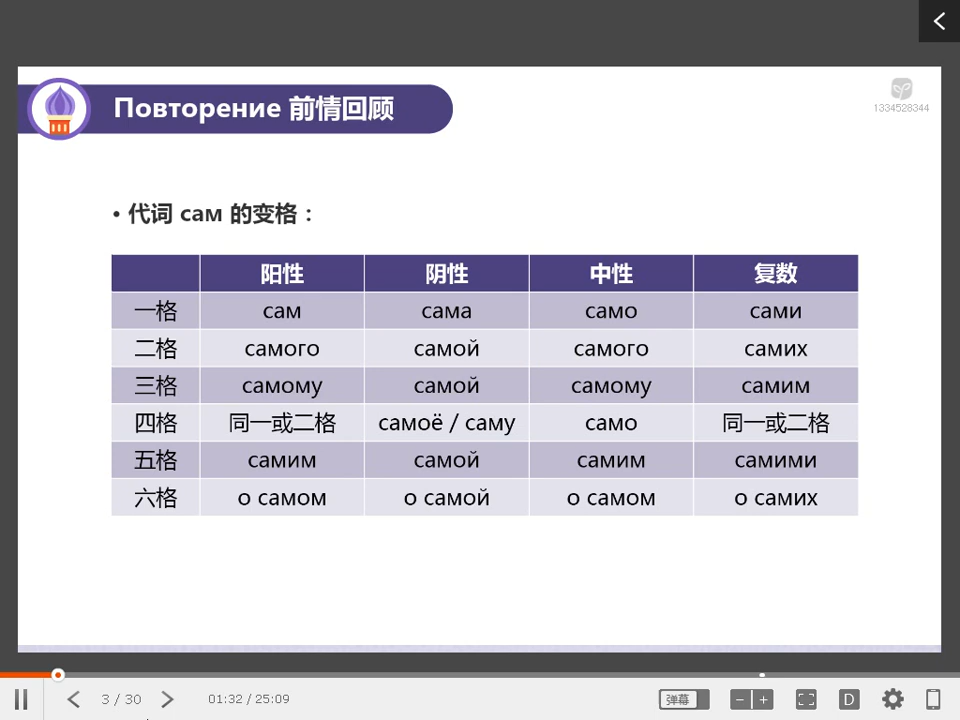 Повторение 前情回顾
1334528344
• 代词 сам 的变格：
阳性 阴性 中性 复数
一格 сам сама само сами
二格 самого самой самого самих
三格 самому самой самому самим
四格 同一或二格 самоё / саму само 同一或二格
五格 самим самой самим самими
六格 о самом о самой о самом о самих
3 / 30 01:32 / 25:09 弹幕 D